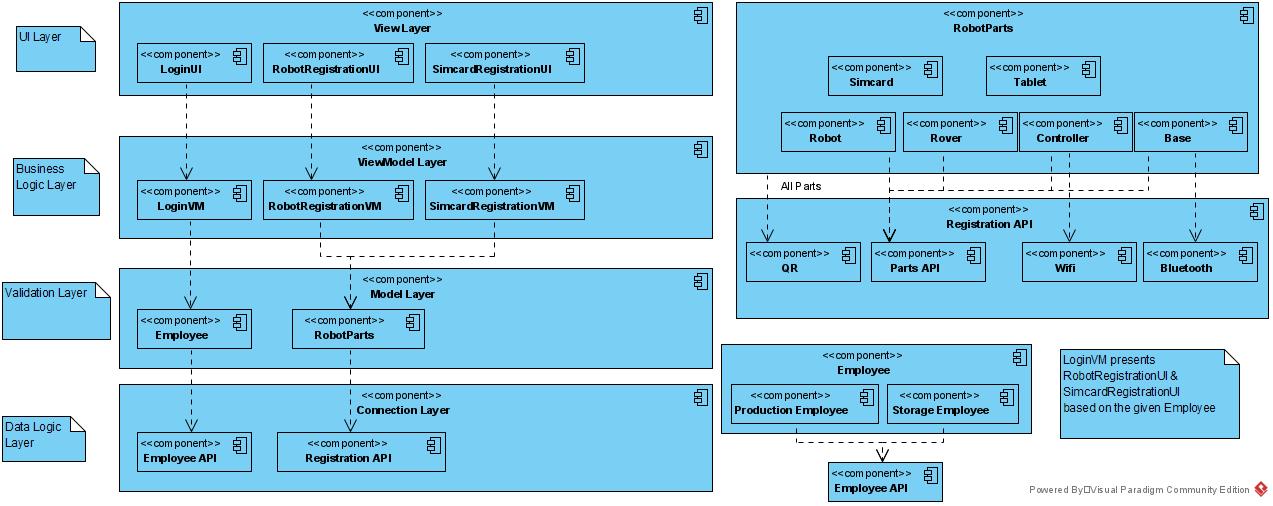 UI Layer
<<component>>
View Layer
<<component>>
LoginUI
<<component>>
RobotRegistrationUI
<<component>>
SimcardRegistrationUI
Business
Logic Layer
<<component>>
ViewModel Layer
<<component>>
LoginVM
<<component>>
RobotRegistrationVM
<<component>>
SimcardRegistrationVM
Validation Layer
<<component>>
Model Layer
<<component>>
Employee
<<component>>
RobotParts
Data Logic
Layer
<<component>>
Connection Layer
<<component>>
Employee API
<<component>>
Registration API
<<component>>
RobotParts
<<component>>
Simcard
<<component>>
Tablet
<<component>>
Robot
<<component>>
Rover
<<component>>
Controller
<<component>>
Base
All Parts
<<component>>
Registration API
<<component>>
QR
<<component>>
Parts API
<<component>>
Wifi
<<component>>
Bluetooth
<<component>>
Employee
<<component>>
Production Employee
<<component>>
Storage Employee
<<component>>
Employee API
LoginVM presents
RobotRegistrationUI &
SimcardRegistrationUI
based on the given Employee
Powered By Visual Paradigm Community Edition